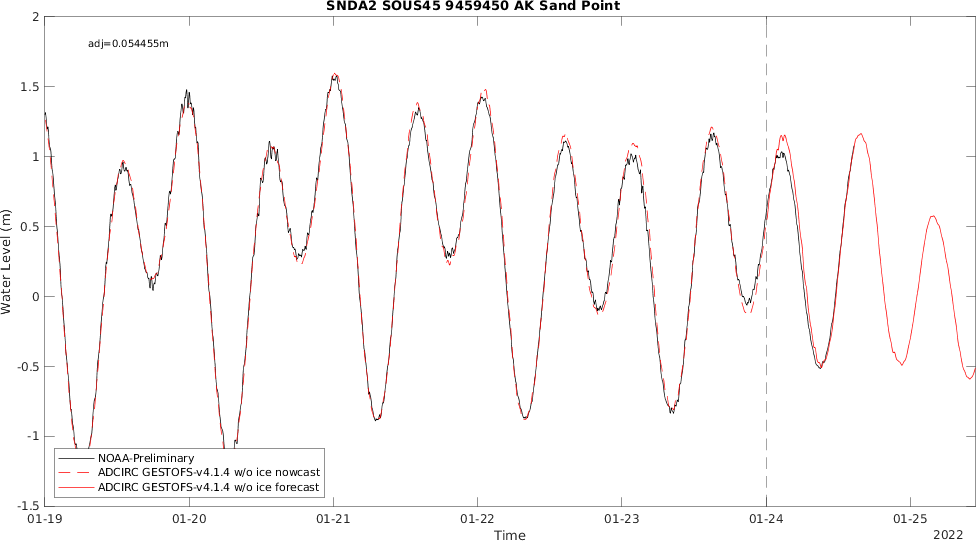 SNDA2 SOUS45 9459450 AK Sand Point
adj=0.054455m
2
1.5
1
0.5
0
-0.5
-1
-1.5
Water Level (m)
NOAA-Preliminary
ADCIRC GESTOFS-v4.1.4 w/o ice nowcast
ADCIRC GESTOFS-v4.1.4 w/o ice forecast
01-19 01-20 01-21 01-22 01-23 01-24 01-25
Time
2022